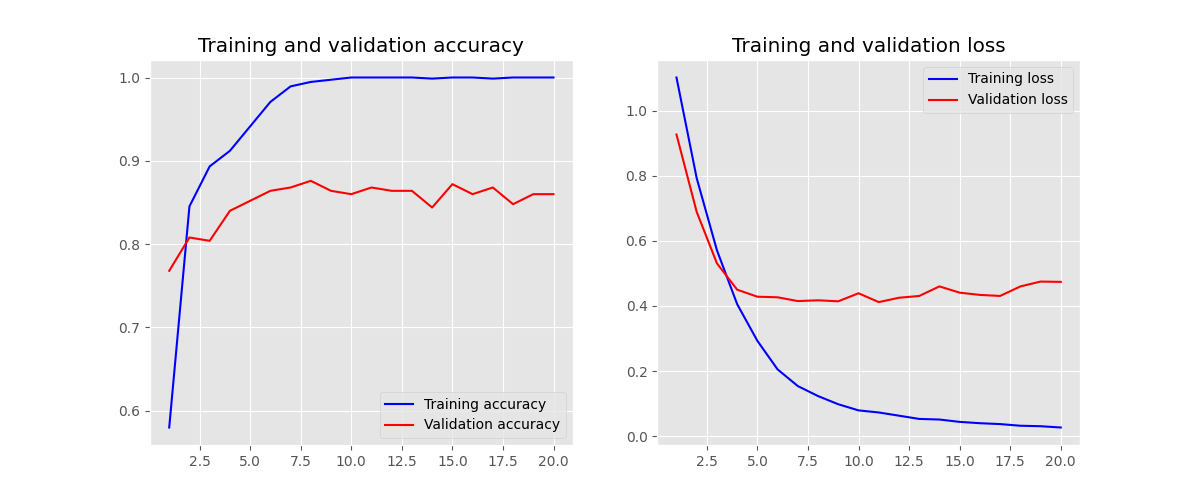 Training and validation accuracy
1.0
0.9
0.8
0.7
0.6
Training accuracy
Validation accuracy
2.5 5.0 7.5 10.0 12.5 15.0 17.5 20.0
Training and validation loss
1.0
0.8
0.6
0.4
0.2
0.0
Training loss
Validation loss
2.5 5.0 7.5 10.0 12.5 15.0 17.5 20.0